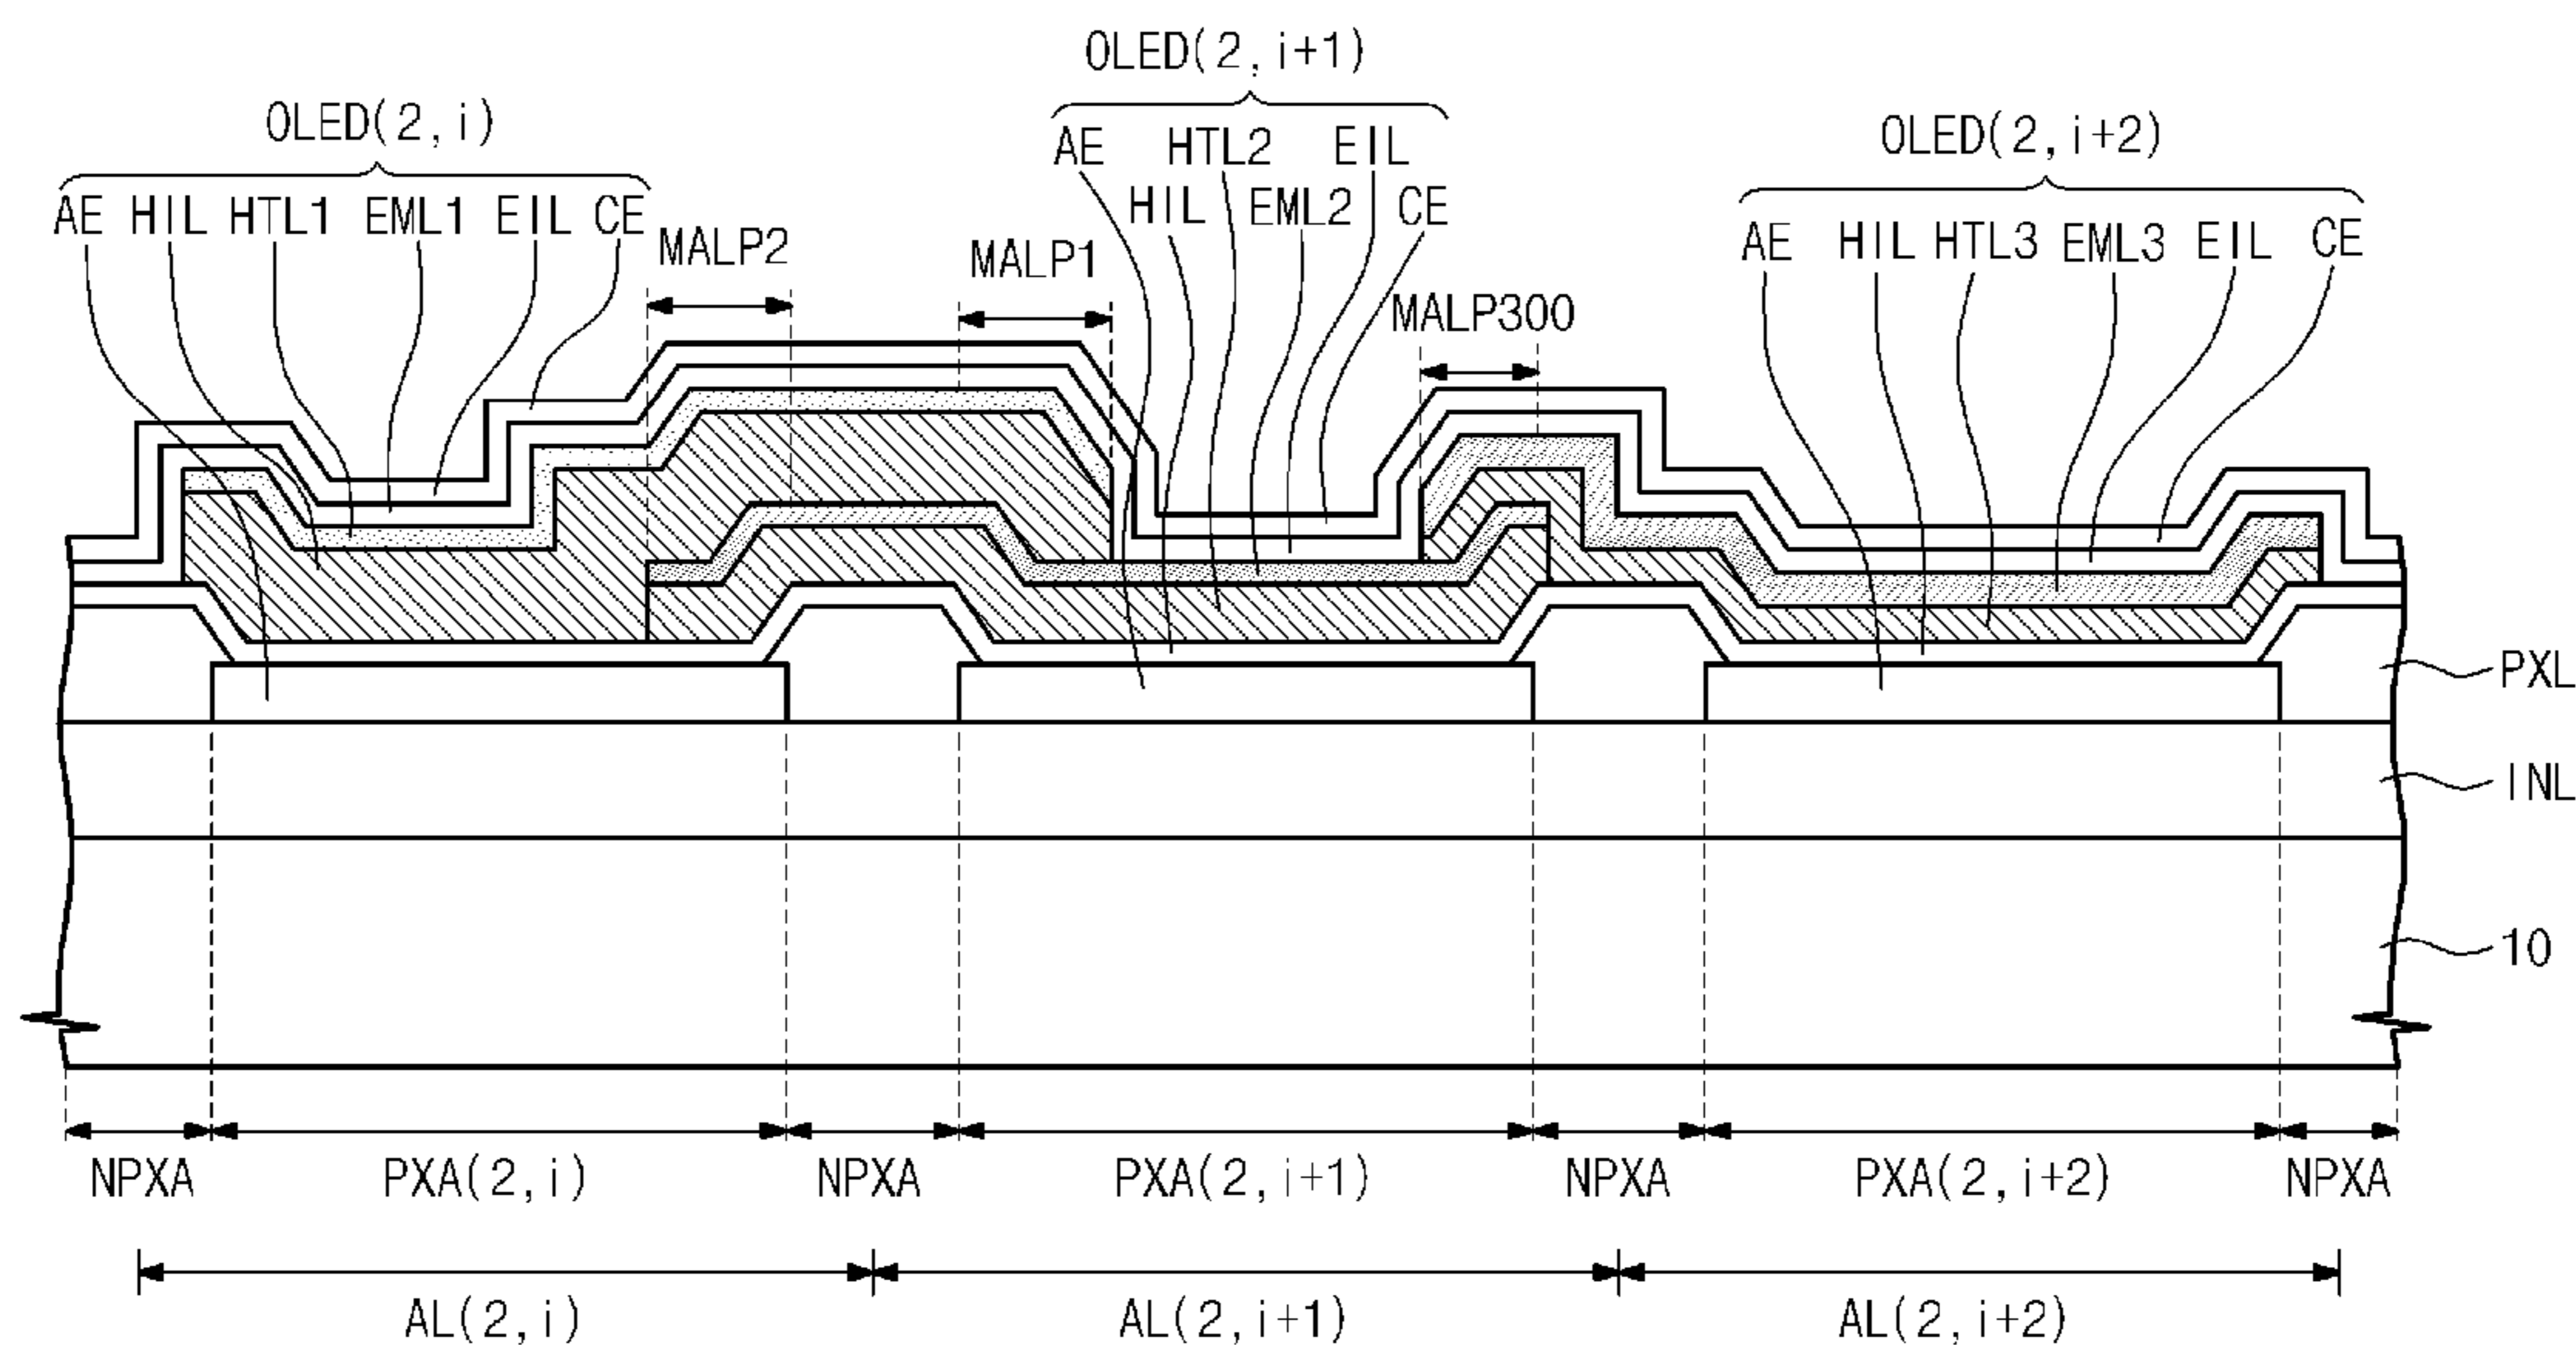 OLED(2, i+1)
OLED(2, i)
OLED(2, i+2)
AE HTL2 EIL
HIL EML2 CE
AE HIL HTL1 EML1 EIL CE
AE HIL HTL3 EML3 EIL CE
MALP2
MALP1
MALP300
PXL
INL
10
NPXA PXA(2, i) NPXA PXA(2, i+1) NPXA PXA(2, i+2) NPXA
AL(2, i) AL(2, i+1) AL(2, i+2)